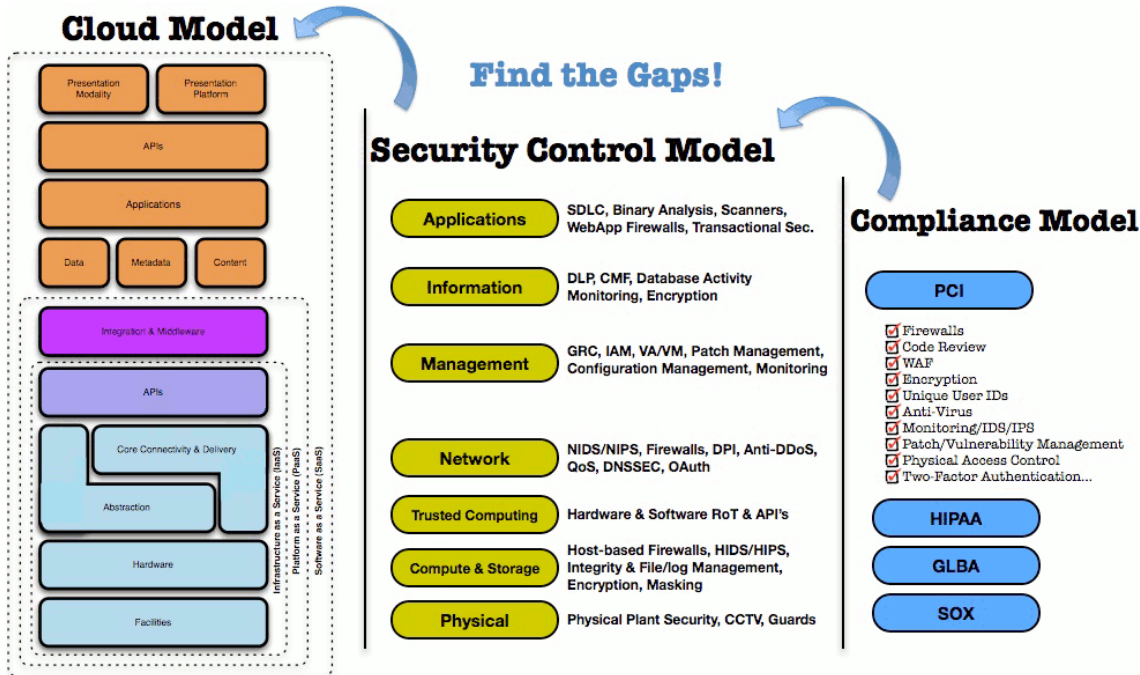 Cloud Model
Presentation
Modality
Presentation
Platform
APIs
Applications
Data
Metadata
Content
Integration & Middleware
APIs
Core Connectivity & Delivery
Abstraction
Hardware
Facilities
Infrastructure as a Service (IaaS)
Platform as a Service (PaaS)
Software as a Service (SaaS)
Find the Gaps!
Security Control Model
Applications
SDLC, Binary Analysis, Scanners,
WebApp Firewalls, Transactional Sec.
Information
DLP, CMF, Database Activity
Monitoring, Encryption
Management
GRC, IAM, VA/VM, Patch Management,
Configuration Management, Monitoring
Network
NIDS/NIPS, Firewalls, DPI, Anti-DDoS,
QoS, DNSSEC, OAuth
Trusted Computing
Hardware & Software RoT & API's
Compute & Storage
Host-based Firewalls, HIDS/HIPS,
Integrity & File/log Management,
Encryption, Masking
Physical
Physical Plant Security, CCTV, Guards
Compliance Model
PCI
Firewalls
Code Review
WAF
Encryption
Unique User IDs
Anti-Virus
Monitoring/IDS/IPS
Patch/Vulnerability Management
Physical Access Control
Two-Factor Authentication...
HIPAA
GLBA
SOX